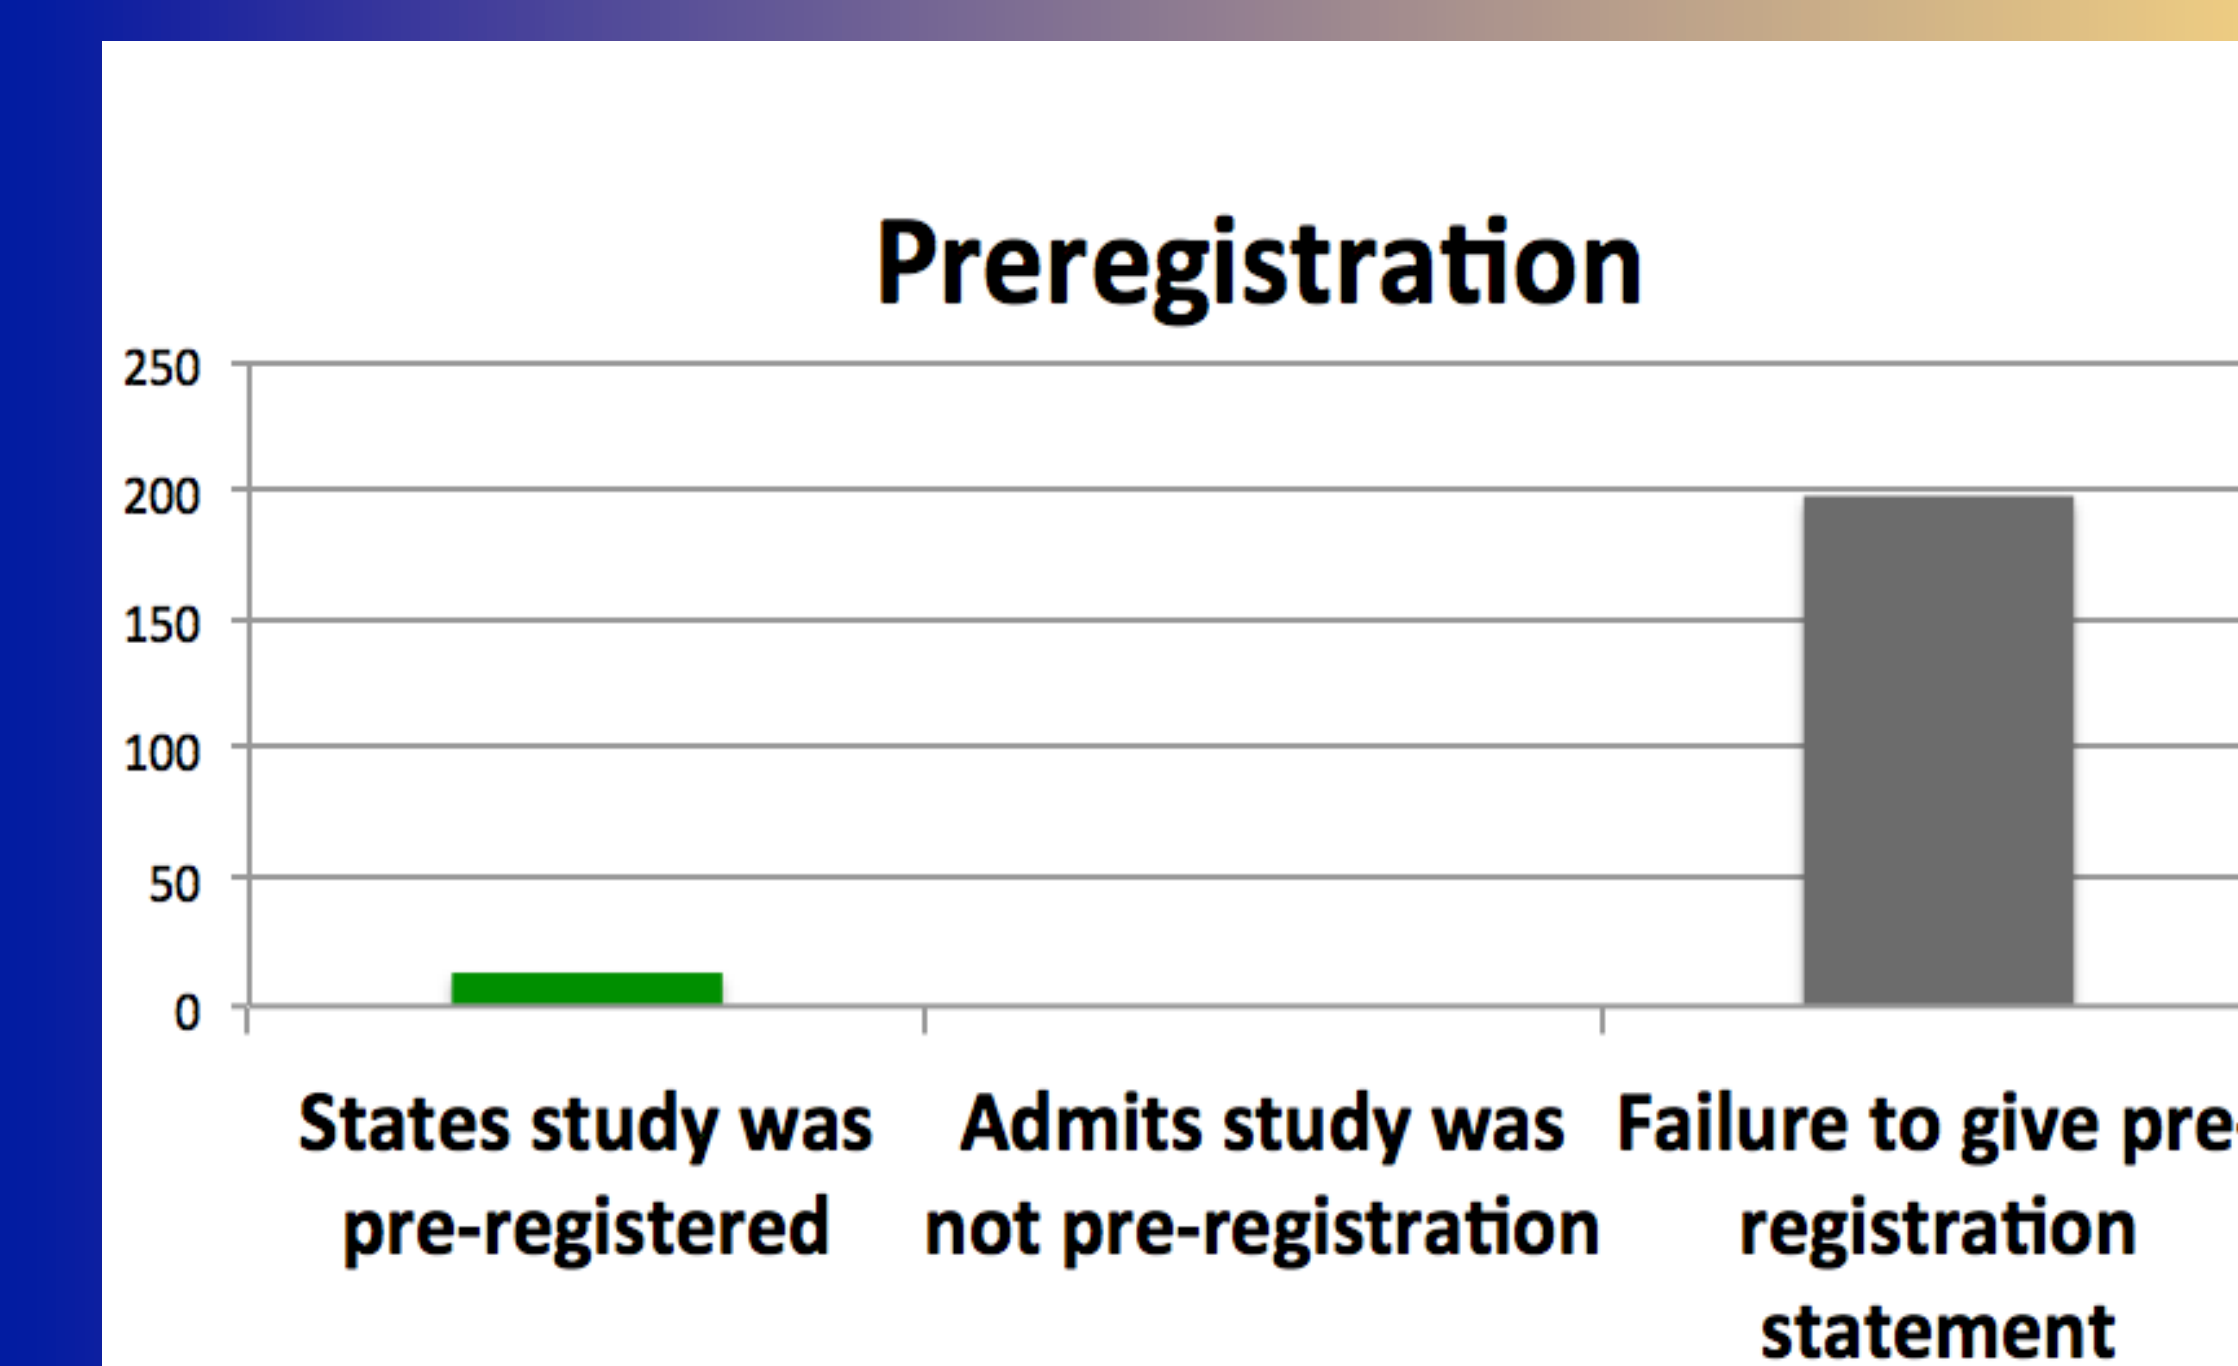 Preregistration
250
200
150
100
50
0
States study was
pre-registered
Admits study was
not pre-registration
Failure to give pre-
registration
statement